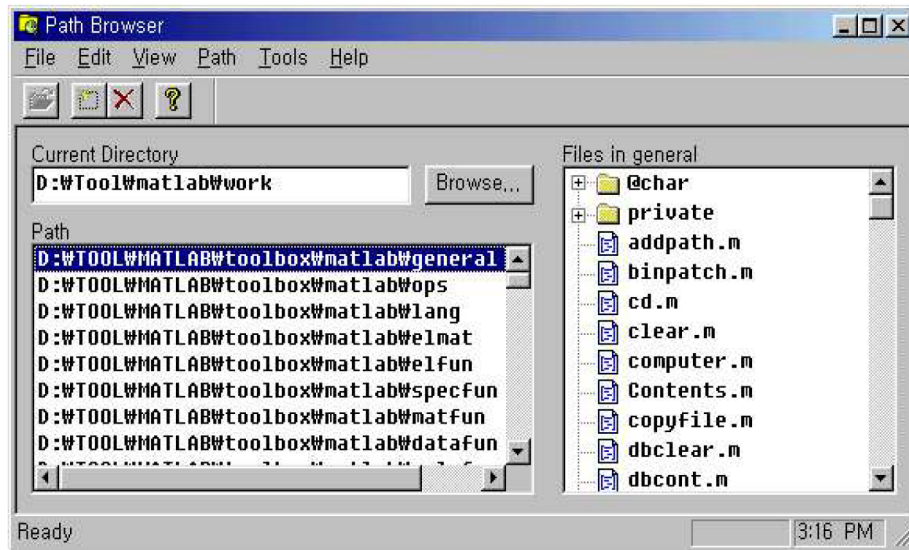 Path Browser
File Edit View Path Tools Help
Current Directory
D:₩Tool₩matlab₩work
Browse...
Path
D:₩TOOL₩MATLAB₩toolbox₩matlab₩general
D:₩TOOL₩MATLAB₩toolbox₩matlab₩ops
D:₩TOOL₩MATLAB₩toolbox₩matlab₩lang
D:₩TOOL₩MATLAB₩toolbox₩matlab₩elmat
D:₩TOOL₩MATLAB₩toolbox₩matlab₩elfun
D:₩TOOL₩MATLAB₩toolbox₩matlab₩specfun
D:₩TOOL₩MATLAB₩toolbox₩matlab₩matfun
D:₩TOOL₩MATLAB₩toolbox₩matlab₩datafun
Files in general
@char
private
addpath.m
binpatch.m
cd.m
clear.m
computer.m
Contents.m
copyfile.m
dbclear.m
dbcont.m
Ready
3:16 PM